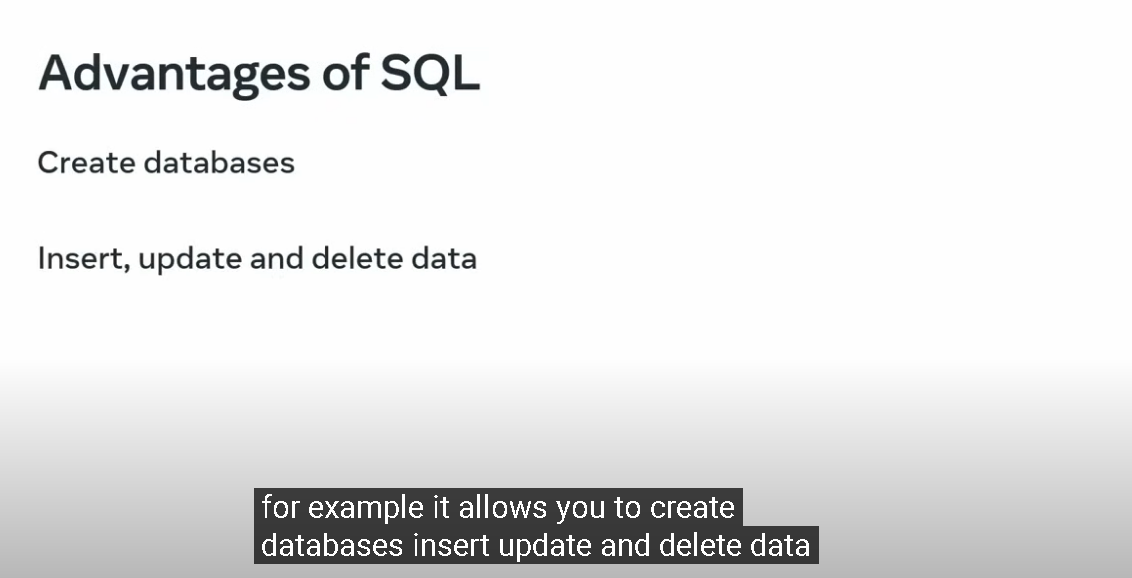 Advantages of SQL
Create databases
Insert, update and delete data
for example it allows you to create
databases insert update and delete data